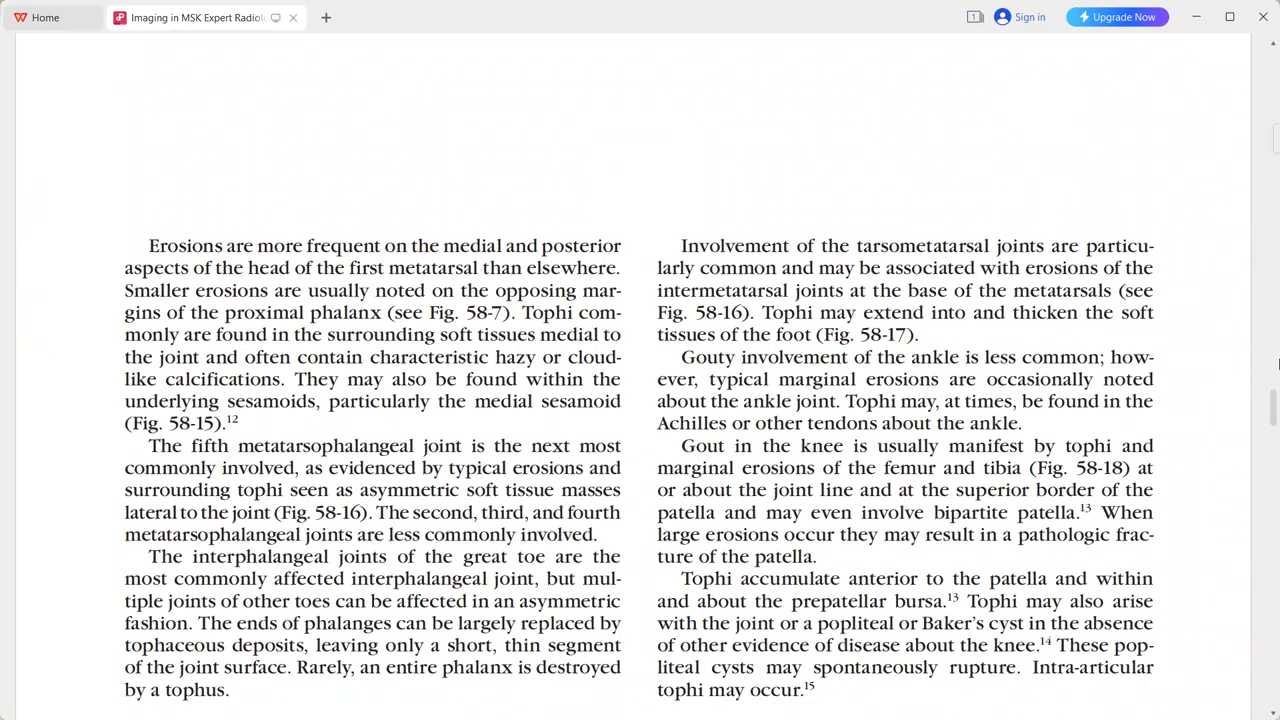 Home
Imaging in MSK Expert Radiol
1
Sign in
Upgrade Now
Erosions are more frequent on the medial and posterior
aspects of the head of the first metatarsal than elsewhere.
Smaller erosions are usually noted on the opposing mar-
gins of the proximal phalanx (see Fig. 58-7). Tophi com-
monly are found in the surrounding soft tissues medial to
the joint and often contain characteristic hazy or cloud-
like calcifications. They may also be found within the
underlying sesamoids, particularly the medial sesamoid
(Fig. 58-15).12
The fifth metatarsophalangeal joint is the next most
commonly involved, as evidenced by typical erosions and
surrounding tophi seen as asymmetric soft tissue masses
lateral to the joint (Fig. 58-16). The second, third, and fourth
metatarsophalangeal joints are less commonly involved.
The interphalangeal joints of the great toe are the
most commonly affected interphalangeal joint, but mul-
tiple joints of other toes can be affected in an asymmetric
fashion. The ends of phalanges can be largely replaced by
tophaceous deposits, leaving only a short, thin segment
of the joint surface. Rarely, an entire phalanx is destroyed
by a tophus.
Involvement of the tarsometatarsal joints are particu-
larly common and may be associated with erosions of the
intermetatarsal joints at the base of the metatarsals (see
Fig. 58-16). Tophi may extend into and thicken the soft
tissues of the foot (Fig. 58-17).
Gouty involvement of the ankle is less common; how-
ever, typical marginal erosions are occasionally noted
about the ankle joint. Tophi may, at times, be found in the
Achilles or other tendons about the ankle.
Gout in the knee is usually manifest by tophi and
marginal erosions of the femur and tibia (Fig. 58-18) at
or about the joint line and at the superior border of the
patella and may even involve bipartite patella.13 When
large erosions occur they may result in a pathologic frac-
ture of the patella.
Tophi accumulate anterior to the patella and within
and about the prepatellar bursa.13 Tophi may also arise
with the joint or a popliteal or Baker's cyst in the absence
of other evidence of disease about the knee.14 These pop-
liteal cysts may spontaneously rupture. Intra-articular
tophi may occur.15